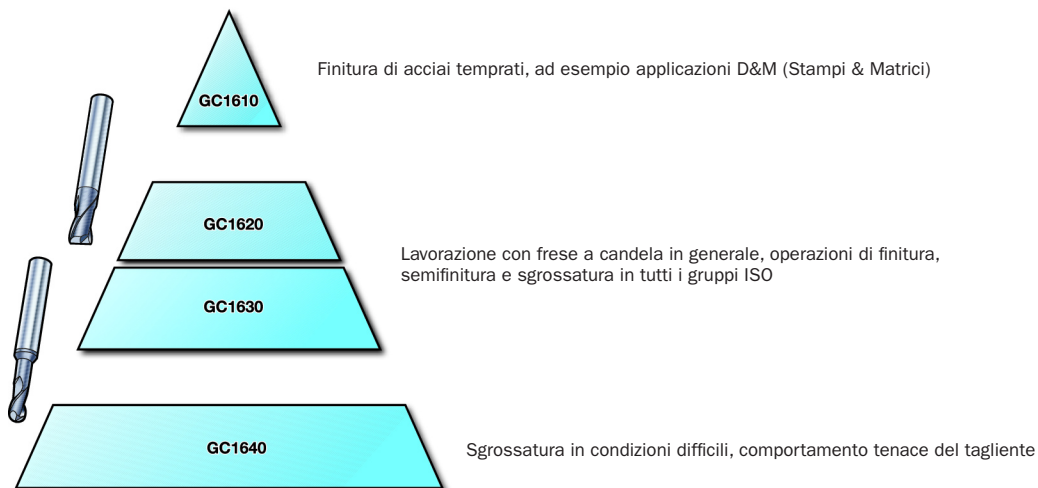 GC1610
Finitura di acciai temprati, ad esempio applicazioni D&M (Stampi & Matrici)
GC1620
Lavorazione con frese a candela in generale, operazioni di finitura,
semifinitura e sgrossatura in tutti i gruppi ISO
GC1630
GC1640
Sgrossatura in condizioni difficili, comportamento tenace del tagliente